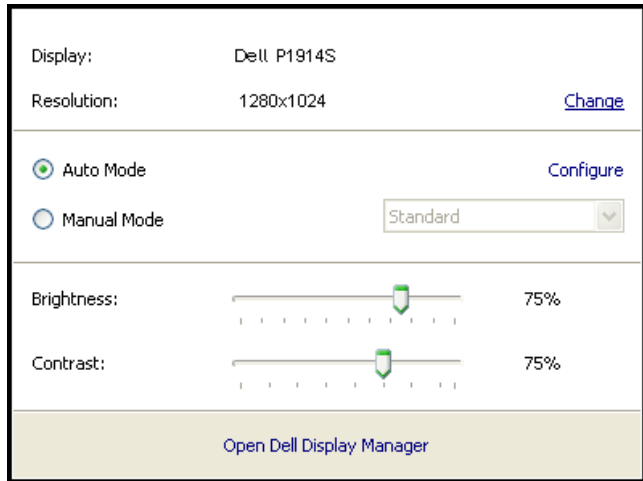 Display: Dell P1914S
Resolution: 1280x1024 Change
Auto Mode Configure
Manual Mode Standard
Brightness: 75%
Contrast: 75%
Open Dell Display Manager